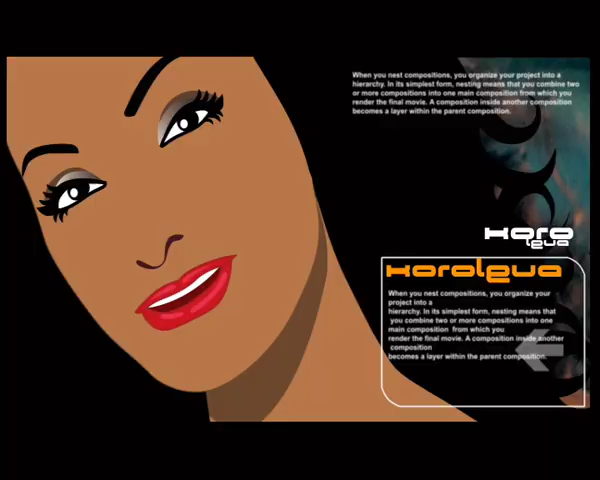 When you nest compositions, you organize your project into a
hierarchy. In its simplest form, nesting means that you combine two
or more compositions into one main composition from which you
render the final movie. A composition inside another composition
becomes a layer within the parent composition.
Koro
leva
Koroleva
When you nest compositions, you organize your
project into a
hierarchy. In its simplest form, nesting means that
you combine two or more compositions into one
main composition from which you
render the final movie. A composition inside another
composition
becomes a layer within the parent composition.